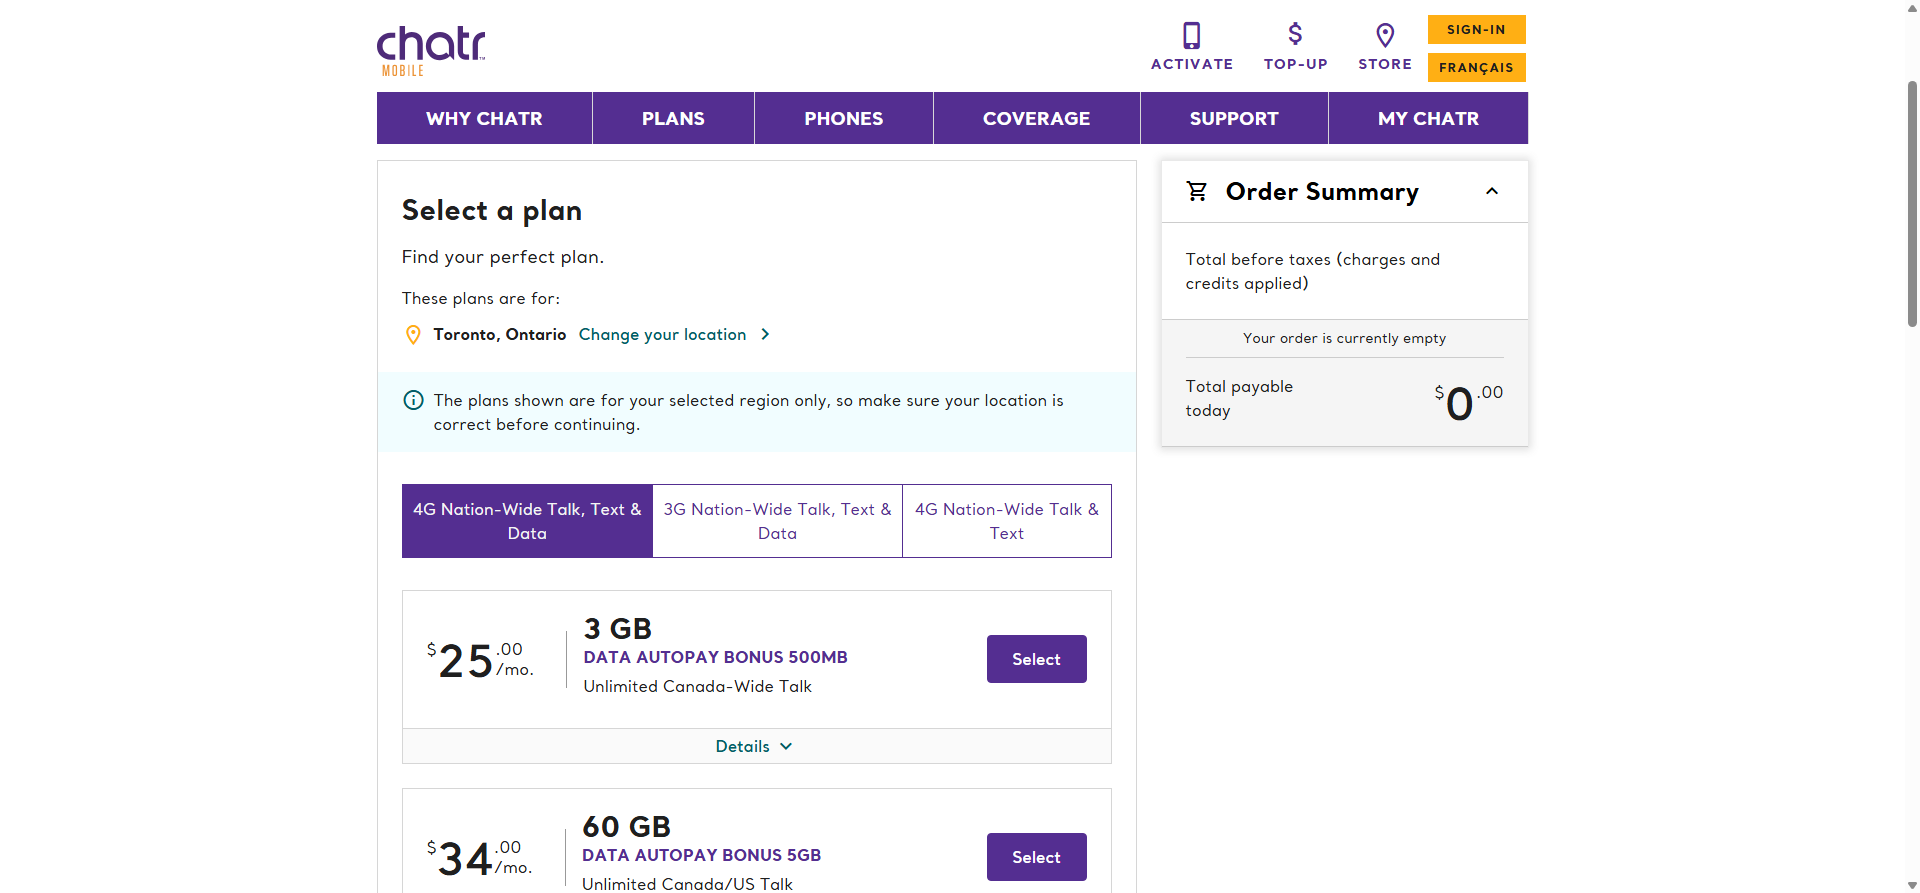 chatr
MOBILE
ACTIVATE
$
TOP-UP
STORE
SIGN-IN
FRANÇAIS
WHY CHATR
PLANS
PHONES
COVERAGE
SUPPORT
MY CHATR
Select a plan
Find your perfect plan.
These plans are for:
Toronto, Ontario Change your location
The plans shown are for your selected region only, so make sure your location is
correct before continuing.
4G Nation-Wide Talk, Text &
Data
3G Nation-Wide Talk, Text &
Data
4G Nation-Wide Talk &
Text
$25.00/mo.
3 GB
DATA AUTOPAY BONUS 500MB
Unlimited Canada-Wide Talk
Select
Details
$34.00/mo.
60 GB
DATA AUTOPAY BONUS 5GB
Unlimited Canada/US Talk
Select
Order Summary
Total before taxes (charges and
credits applied)
Your order is currently empty
Total payable
today
$0.00